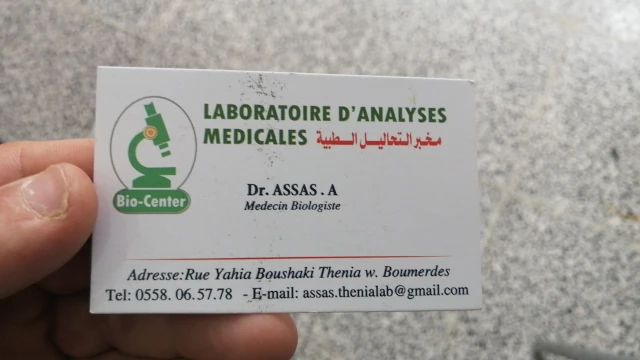 LABORATOIRE D'ANALYSES
MEDICALES مخبر التحاليل الطبية
Bio-Center
Dr. ASSAS . A
Medecin Biologiste
Adresse:Rue Yahia Boushaki Thenia w. Boumerdes
Tel: 0558. 06.57.78 - E-mail: assas.thenialab@gmail.com